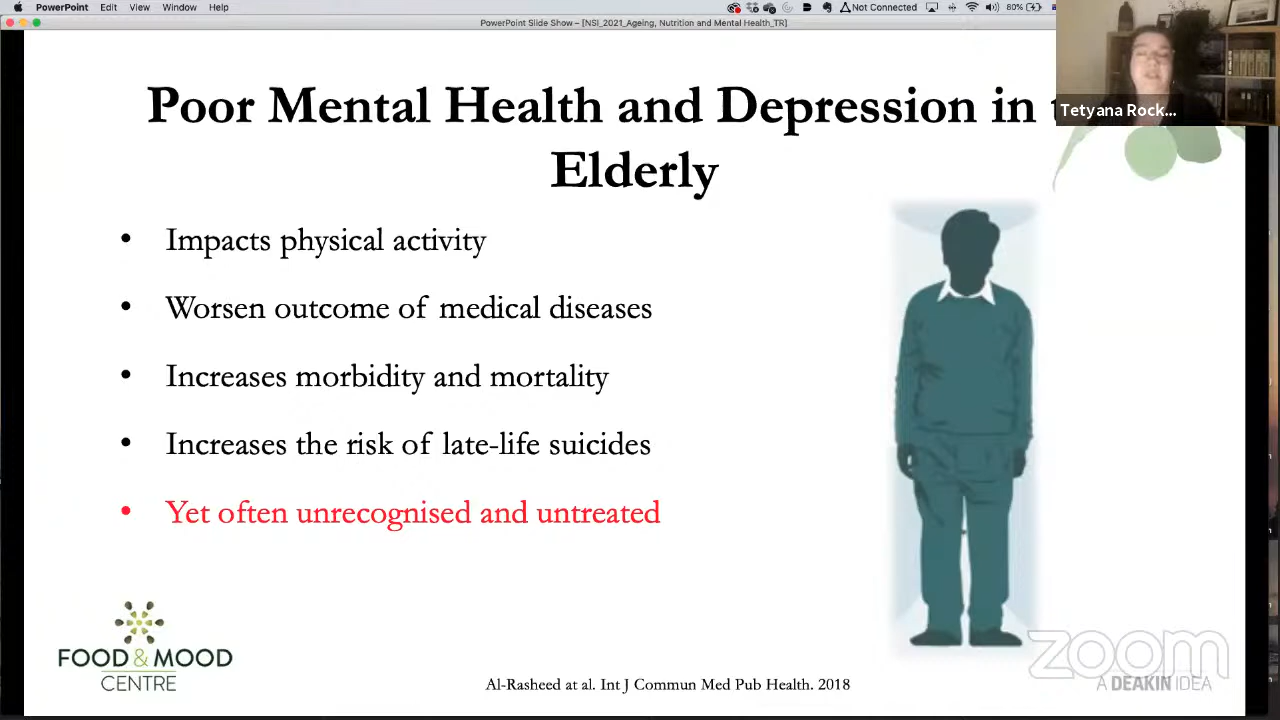 PowerPoint Edit View Window Help
Not Connected 80%
PowerPoint Slide Show - [NSI_2021_Ageing, Nutrition and Mental Health_TR]
Tetyana Rock...
Poor Mental Health and Depression in
Elderly
• Impacts physical activity
• Worsen outcome of medical diseases
• Increases morbidity and mortality
• Increases the risk of late-life suicides
• Yet often unrecognised and untreated
FOOD & MOOD
CENTRE
Al-Rasheed at al. Int J Commun Med Pub Health. 2018
zoom
A DEAKIN IDEA